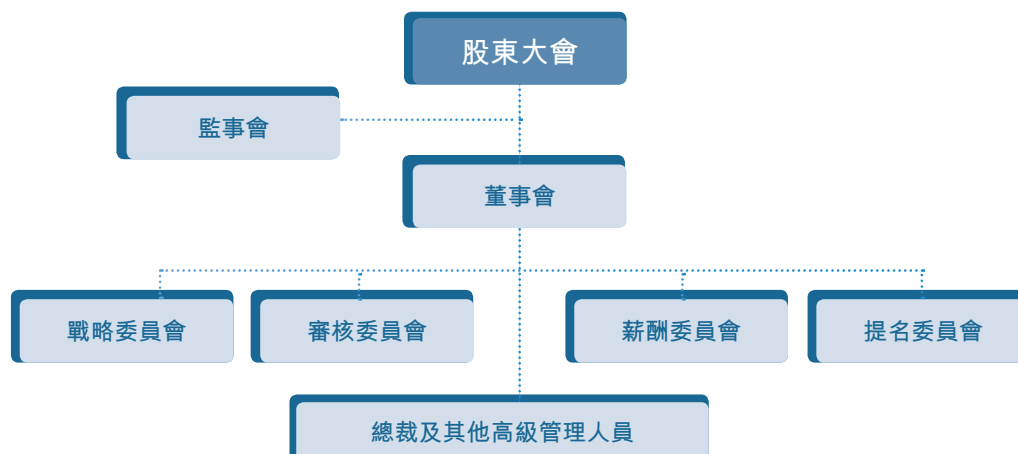 股東大會
監事會
董事會
戰略委員會
審核委員會
薪酬委員會
提名委員會
總裁及其他高級管理人員